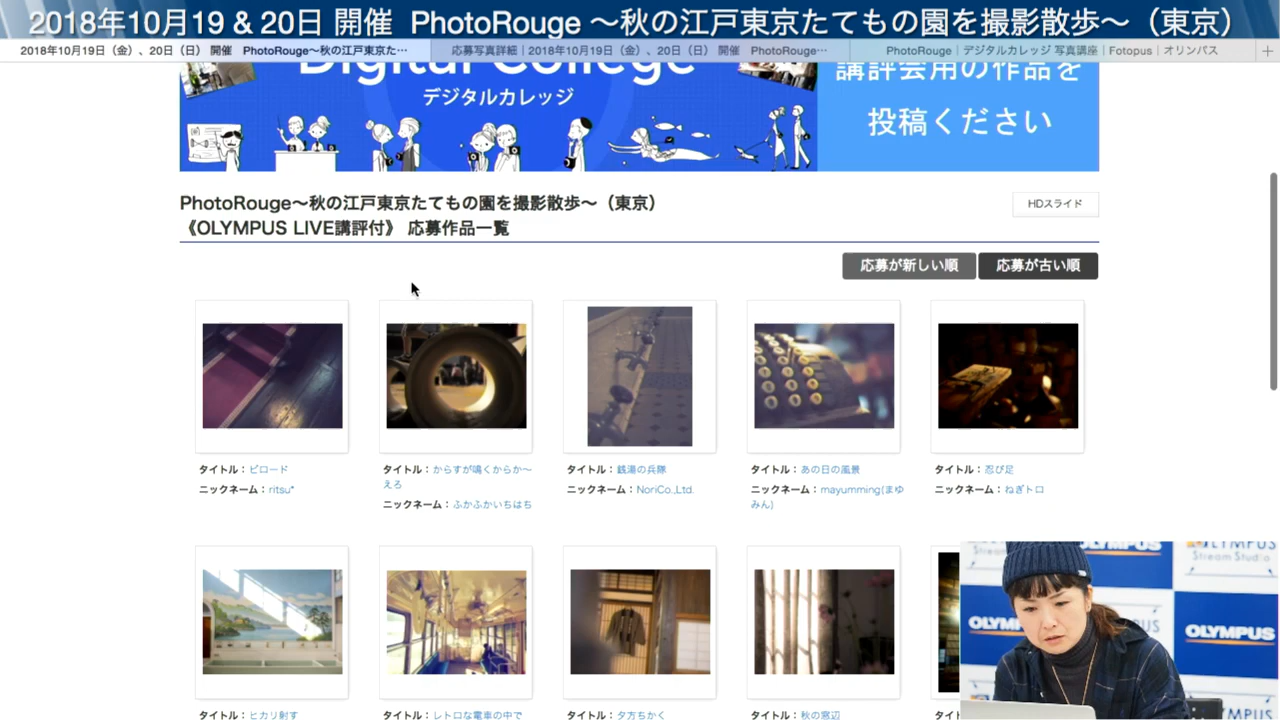 2018年10月19 & 20日 開催 PhotoRouge 〜秋の江戸東京たてもの園を撮影散歩〜（東京）
2018年10月19日（金）、20日（日） 開催 PhotoRouge〜秋の江戸東京た…
応募写真詳細｜2018年10月19日（金）、20日（日） 開催 PhotoRouge…
PhotoRouge｜デジタルカレッジ 写真講座｜Fotopus｜オリンパス
Digital College
デジタルカレッジ
講評会用の作品を
投稿ください
PhotoRouge〜秋の江戸東京たてもの園を撮影散歩〜（東京）
《OLYMPUS LIVE講評付》 応募作品一覧
HDスライド
応募が新しい順
応募が古い順
タイトル：ビロード
ニックネーム：ritsu*
タイトル：からすが鳴くからか〜
えろ
ニックネーム：ふかふかいちはち
タイトル：銭湯の兵隊
ニックネーム：NoriCo.,Ltd.
タイトル：あの日の風景
ニックネーム：mayumming(まゆ
みん)
タイトル：忍び足
ニックネーム：ねぎトロ
タイトル：ヒカリ射す
タイトル：レトロな電車の中で
タイトル：夕方ちかく
タイトル：秋の窓辺
タイト
OLYMPUS
Stream Studio
OLYMPUS
OLYMPUS